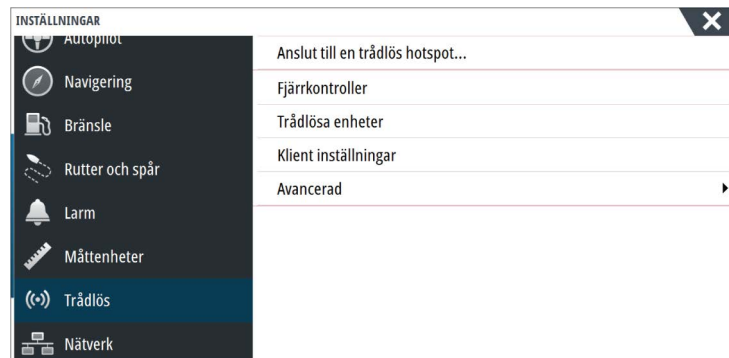 INSTÄLLNINGAR
Autopilot
Navigering
Bränsle
Rutter och spår
Larm
Måttenheter
Trådlös
Nätverk
Anslut till en trådlös hotspot...
Fjärrkontroller
Trådlösa enheter
Klient inställningar
Avancerad